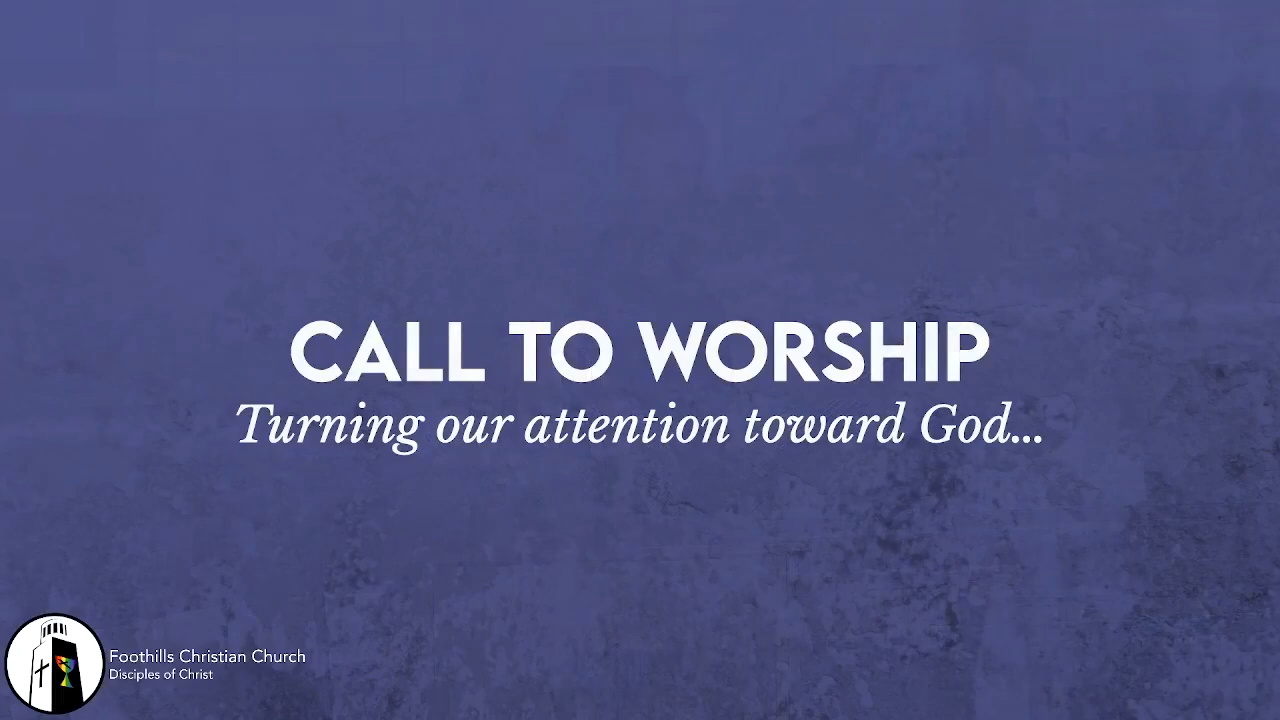 CALL TO WORSHIP
Turning our attention toward God...
Foothills Christian Church
Disciples of Christ